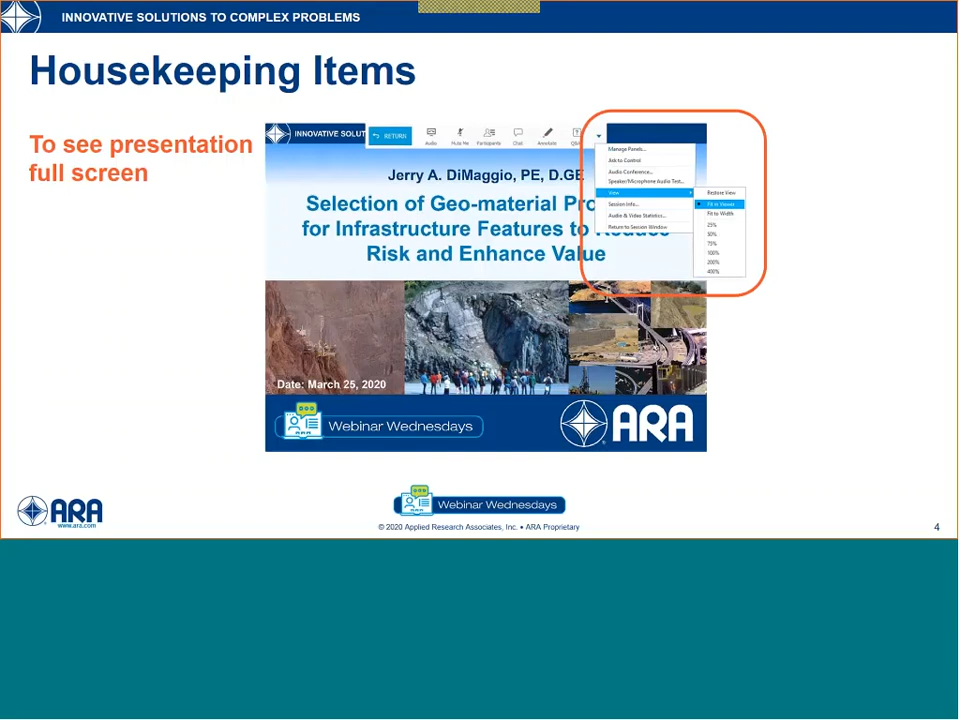 INNOVATIVE SOLUTIONS TO COMPLEX PROBLEMS
Housekeeping Items
To see presentation
full screen
INNOVATIVE SOLUT
RETURN
Audio
Mute Me
Participants
Chat
Annotate
Q&A
Manage Panels...
Ask to Control
Audio Conference...
Speaker/Microphone Audio Test...
View
Session Info...
Audio & Video Statistics...
Return to Session Window
Restore View
Fit to Viewer
Fit to Width
25%
50%
75%
100%
200%
400%
Jerry A. DiMaggio, PE, D.GE
Selection of Geo-material
for Infrastructure Features to Reduce
Risk and Enhance Value
Date: March 25, 2020
Webinar Wednesdays
ARA
ARA
www.ara.com
Webinar Wednesdays
© 2020 Applied Research Associates, Inc. • ARA Proprietary
4